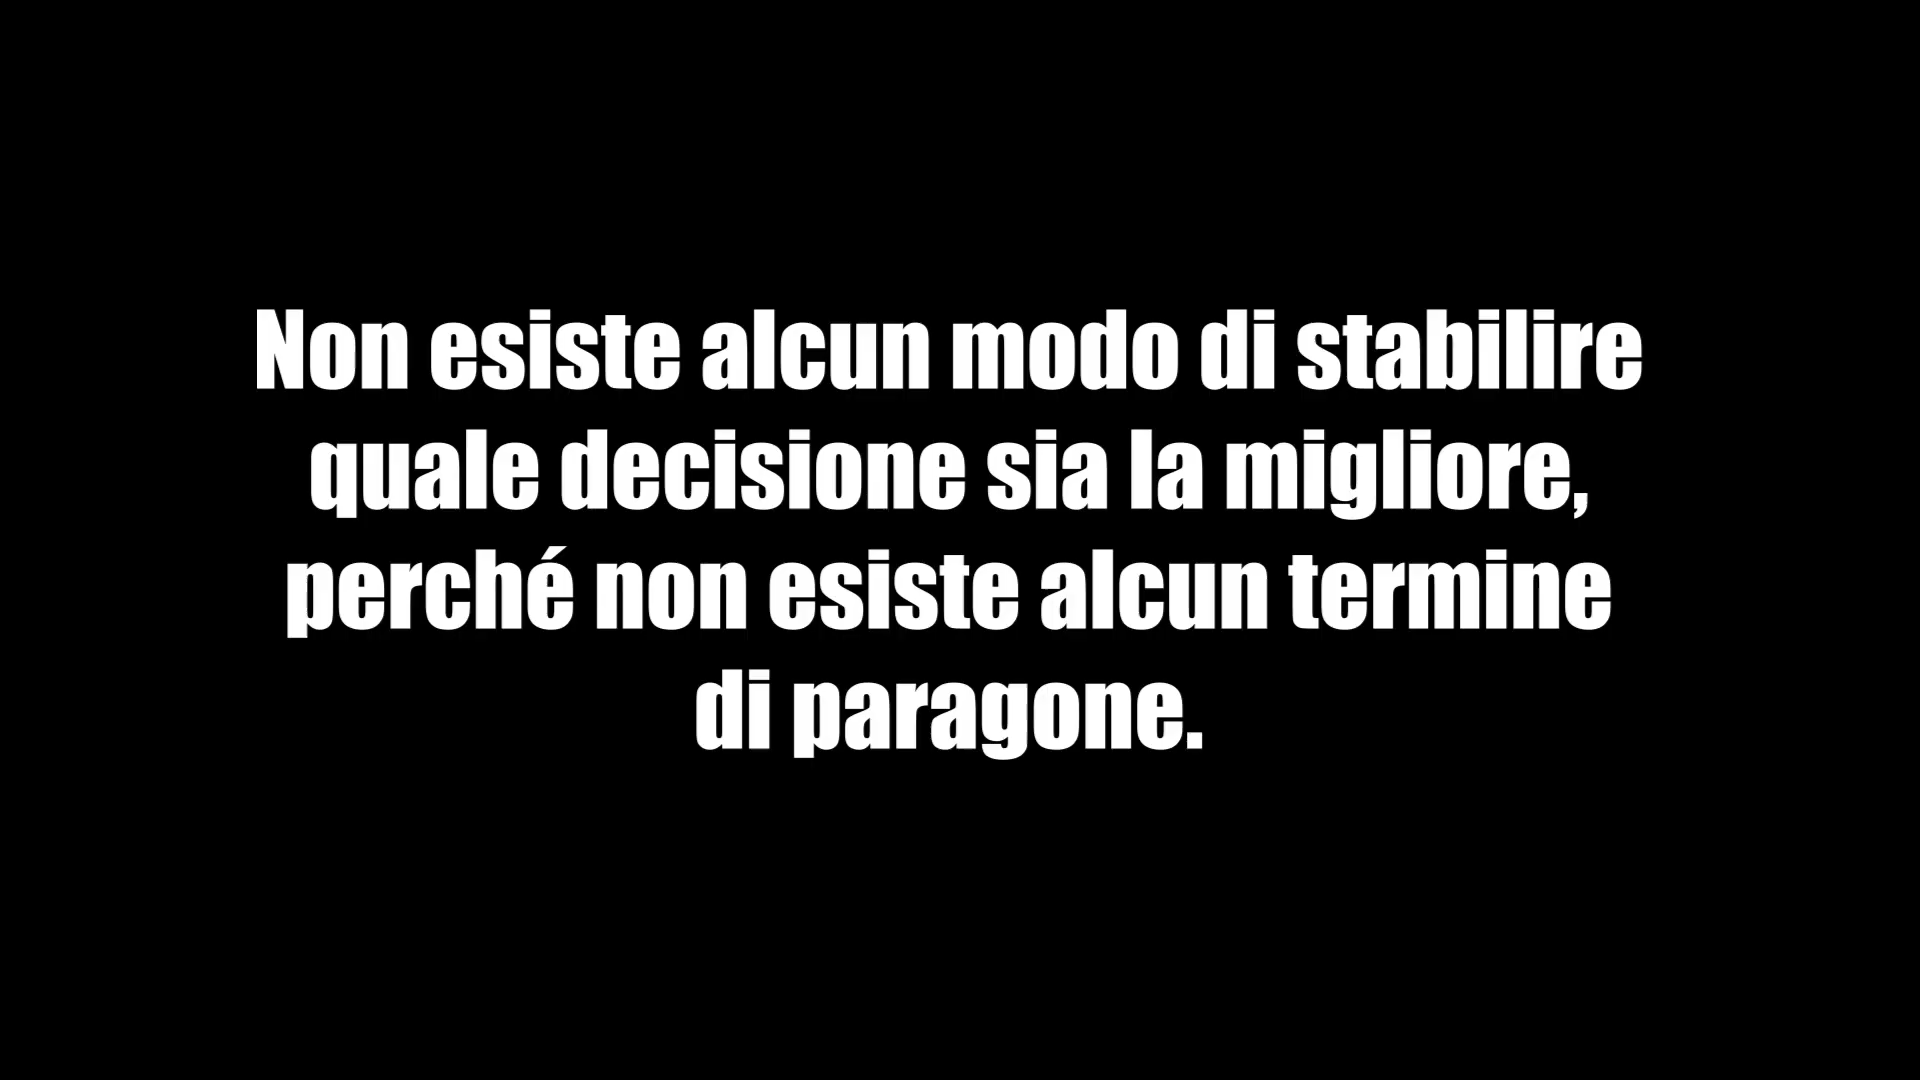 Non esiste alcun modo di stabilire
quale decisione sia la migliore,
perché non esiste alcun termine
di paragone.